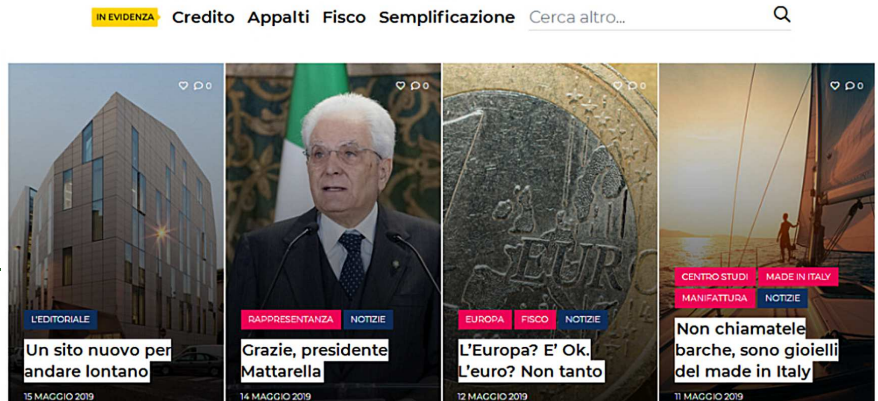 IN EVIDENZA Credito Appalti Fisco Semplificazione Cerca altro...
0
0
0
0
L'EDITORIALE
Un sito nuovo per
andare lontano
15 MAGGIO 2019
RAPPRESENTANZA NOTIZIE
Grazie, presidente
Mattarella
14 MAGGIO 2019
1
EURO
EUROPA FISCO NOTIZIE
L'Europa? E' Ok.
L'euro? Non tanto
12 MAGGIO 2019
CENTRO STUDI MADE IN ITALY
MANIFATTURA NOTIZIE
Non chiamatele
barche, sono gioielli
del made in Italy
11 MAGGIO 2019